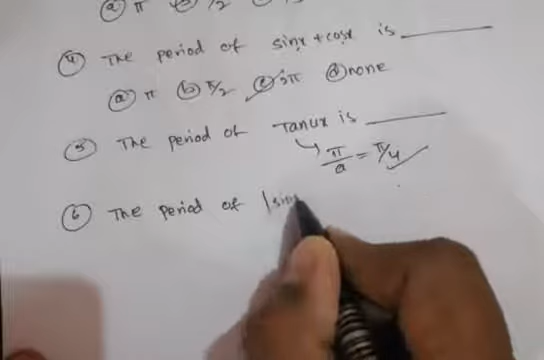 ⓐ π ⓑ π/2
④ The period of sinx+cosx is ______
ⓐ π ⓑ π/2 ⓒ 2π ⓓ none
⑤ The period of Tan4x is ______
π/a = π/4
⑥ The period of |sin